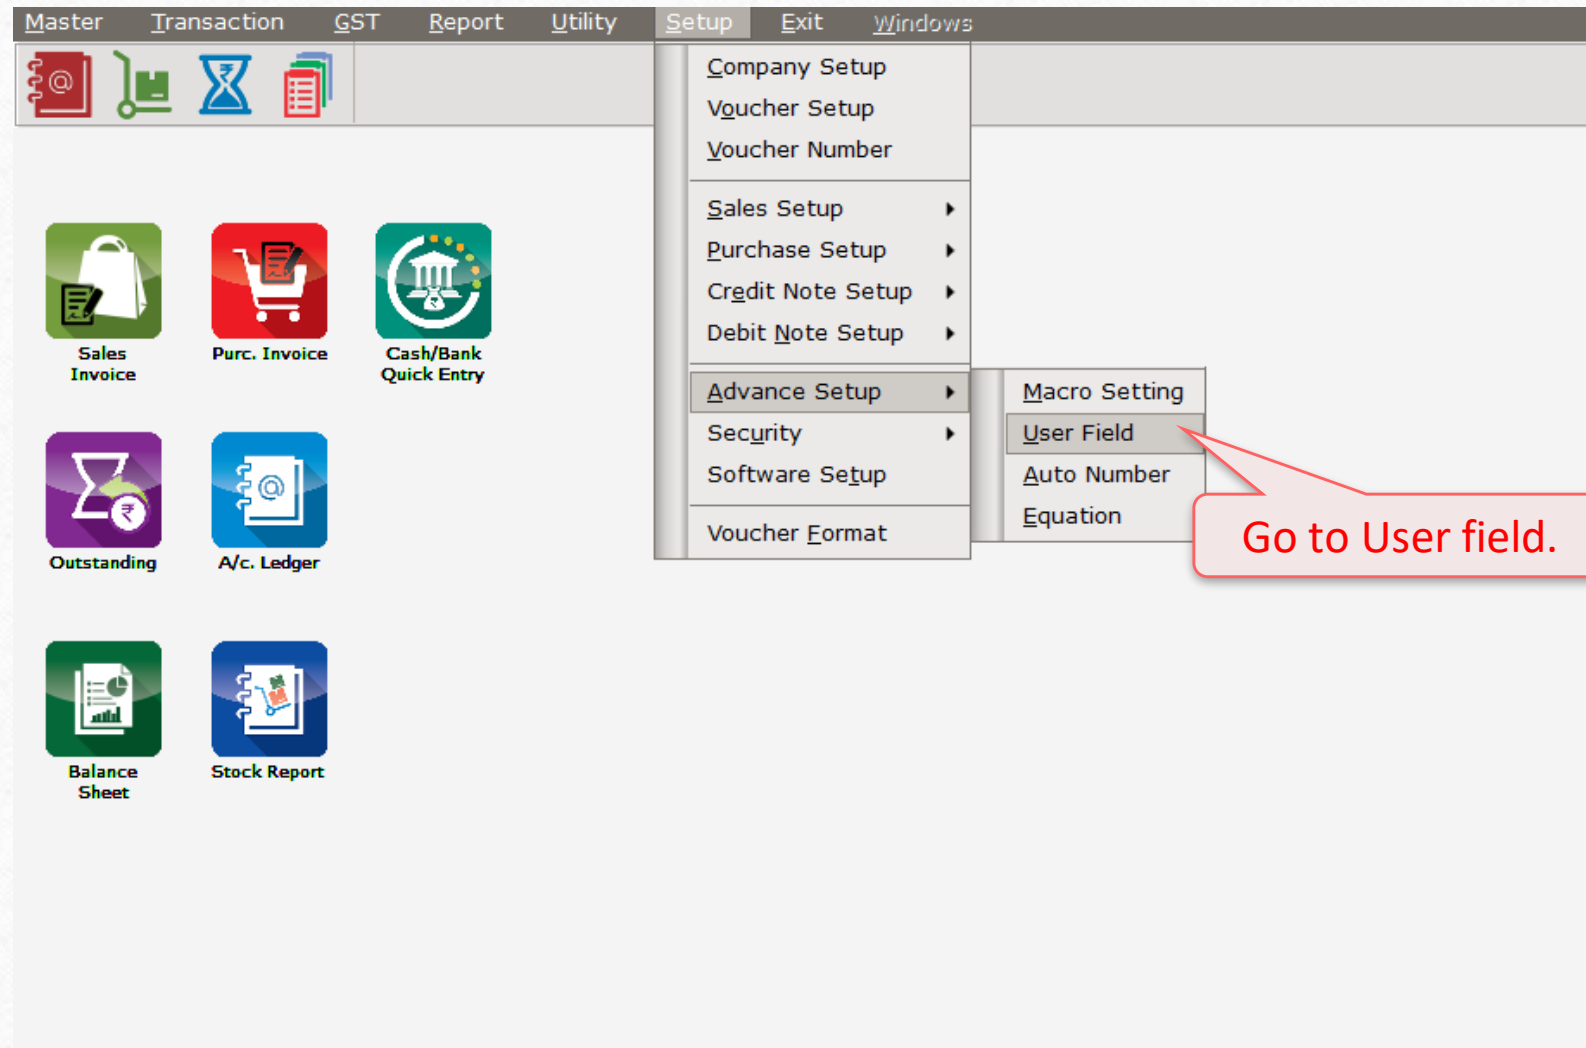 Master Transaction GST Report Utility Setup Exit Windows
Company Setup
Voucher Setup
Voucher Number
Sales Setup
Purchase Setup
Credit Note Setup
Debit Note Setup
Advance Setup
Security
Software Setup
Voucher Format
Macro Setting
User Field
Auto Number
Equation
Go to User field.
Sales
Invoice
Purc. Invoice
Cash/Bank
Quick Entry
Outstanding
A/c. Ledger
Balance
Sheet
Stock Report